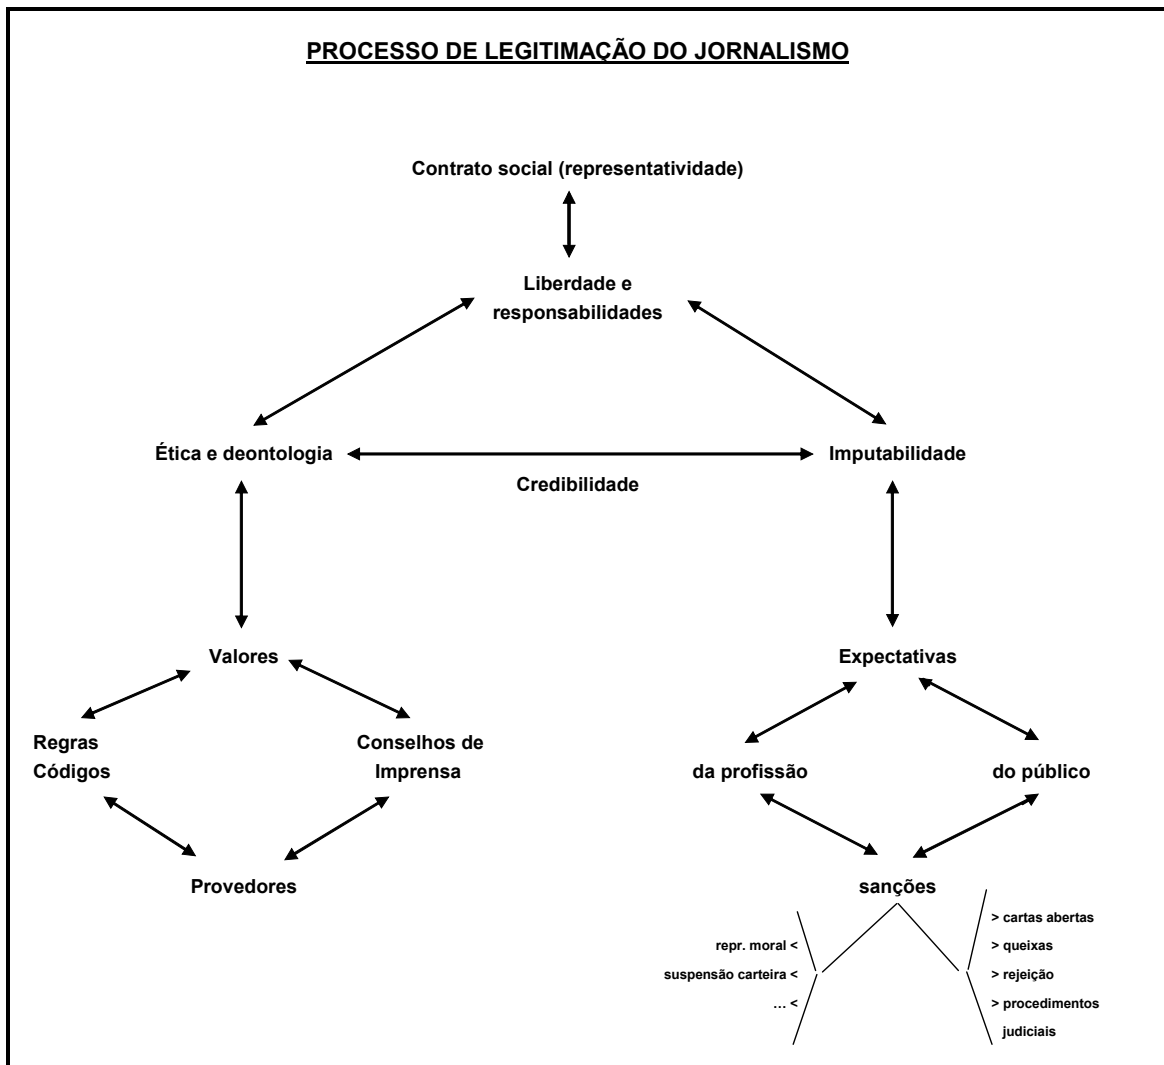 PROCESSO DE LEGITIMAÇÃO DO JORNALISMO
Contrato social (representatividade)
Liberdade e
responsabilidades
Ética e deontologia
Imputabilidade
Credibilidade
Valores
Expectativas
Regras
Códigos
Conselhos de
Imprensa
da profissão
do público
Provedores
sanções
repr. moral <
suspensão carteira <
... <
> cartas abertas
> queixas
> rejeição
> procedimentos
judiciais